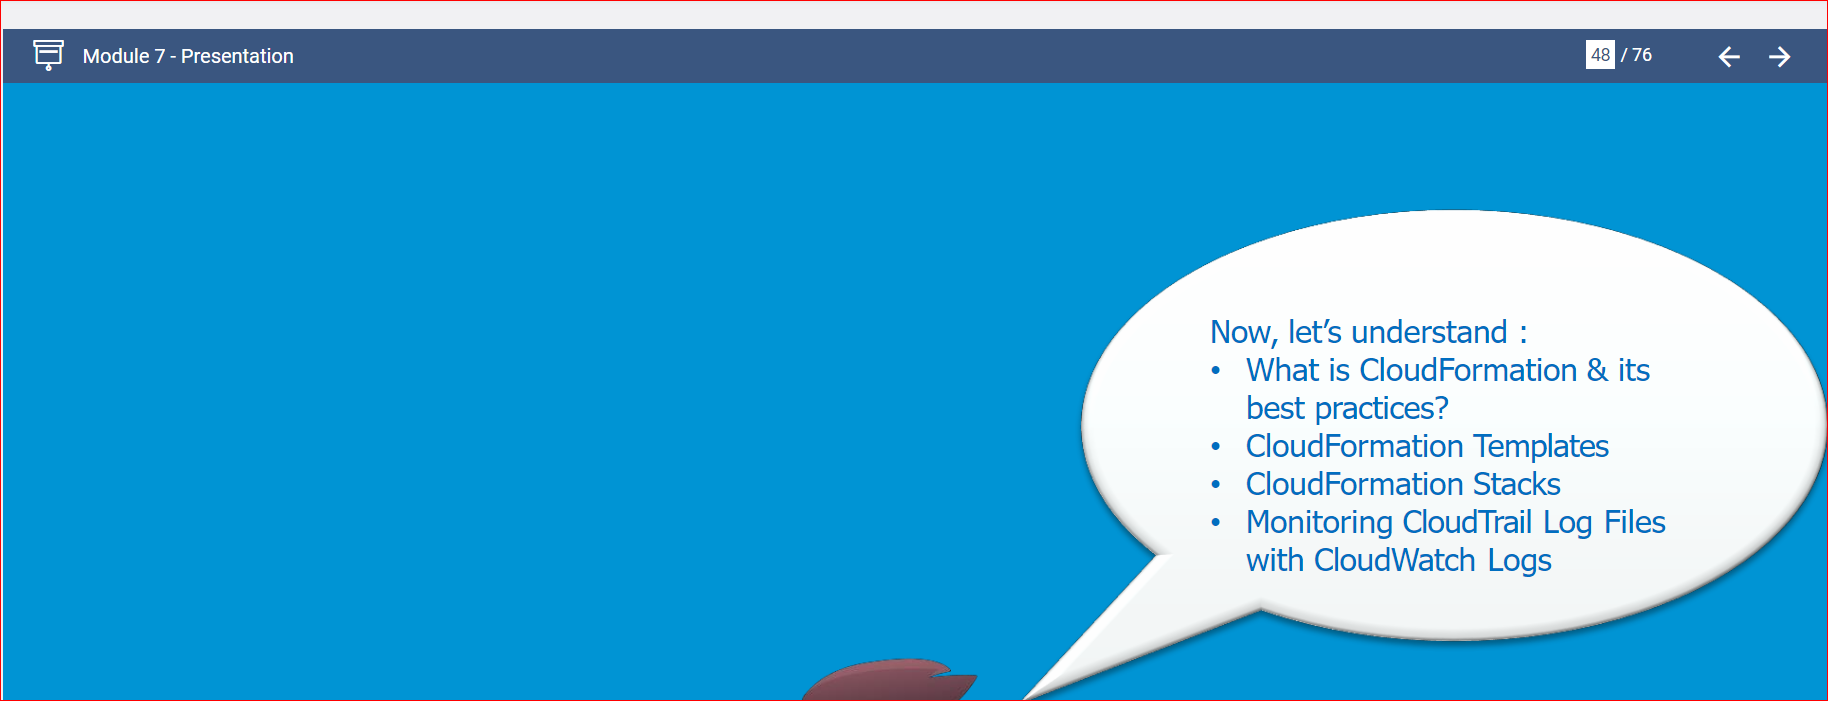 Module 7 - Presentation
48 / 76
Now, let’s understand :
• What is CloudFormation & its
best practices?
• CloudFormation Templates
• CloudFormation Stacks
• Monitoring CloudTrail Log Files
with CloudWatch Logs